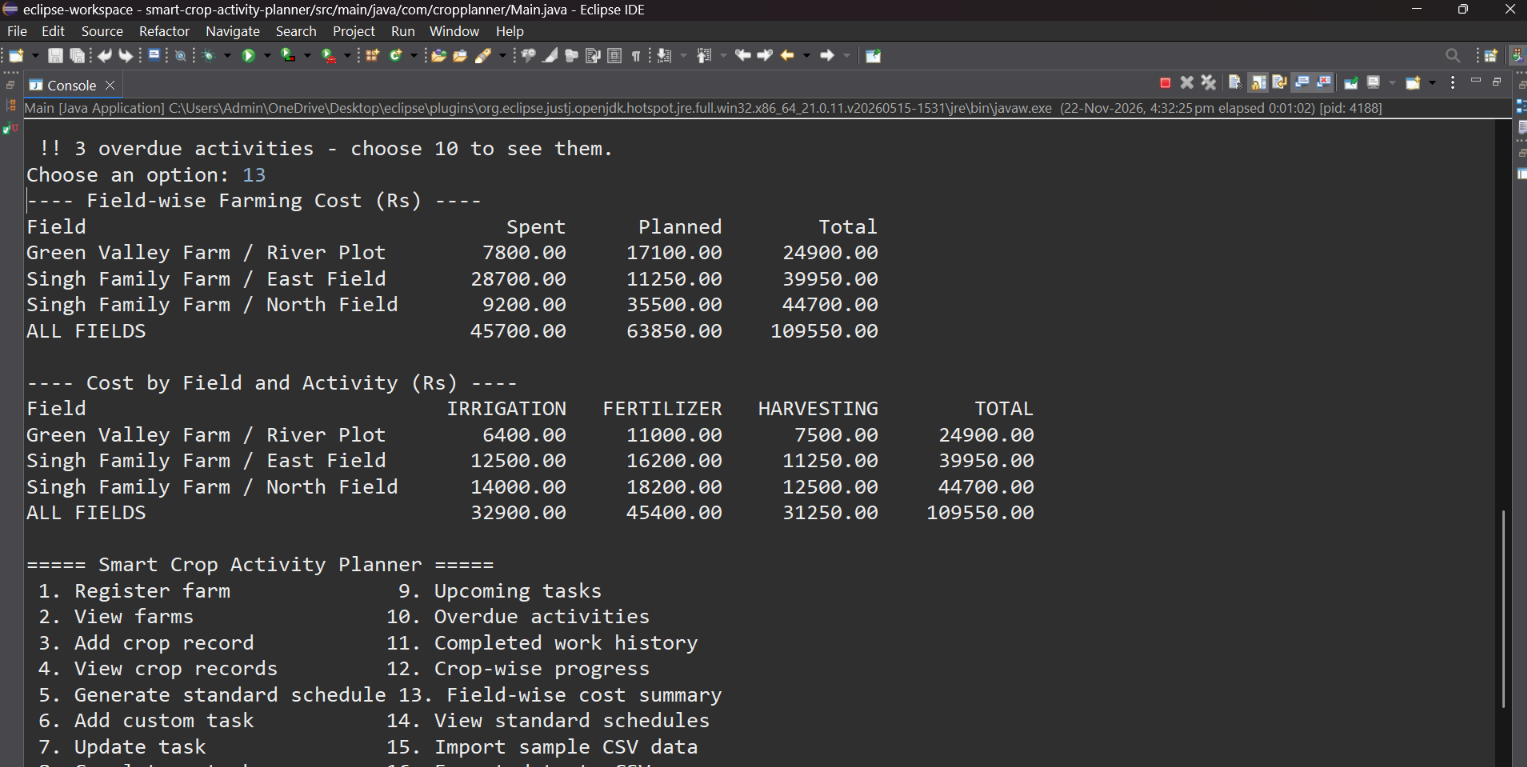 eclipse-workspace - smart-crop-activity-planner/src/main/java/com/cropplanner/Main.java - Eclipse IDE
File Edit Source Refactor Navigate Search Project Run Window Help
Console
Main [Java Application] C:\Users\Admin\OneDrive\Desktop\eclipse\plugins\org.eclipse.justj.openjdk.hotspot.jre.full.win32.x86_64_21.0.11.v20260515-1531\jre\bin\javaw.exe (22-Nov-2026, 4:32:25 pm elapsed 0:01:02) [pid: 4188]
!! 3 overdue activities - choose 10 to see them.
Choose an option: 13
---- Field-wise Farming Cost (Rs) ----
Field Spent Planned Total
Green Valley Farm / River Plot 7800.00 17100.00 24900.00
Singh Family Farm / East Field 28700.00 11250.00 39950.00
Singh Family Farm / North Field 9200.00 35500.00 44700.00
ALL FIELDS 45700.00 63850.00 109550.00
---- Cost by Field and Activity (Rs) ----
Field IRRIGATION FERTILIZER HARVESTING TOTAL
Green Valley Farm / River Plot 6400.00 11000.00 7500.00 24900.00
Singh Family Farm / East Field 12500.00 16200.00 11250.00 39950.00
Singh Family Farm / North Field 14000.00 18200.00 12500.00 44700.00
ALL FIELDS 32900.00 45400.00 31250.00 109550.00
===== Smart Crop Activity Planner =====
1. Register farm 9. Upcoming tasks
2. View farms 10. Overdue activities
3. Add crop record 11. Completed work history
4. View crop records 12. Crop-wise progress
5. Generate standard schedule 13. Field-wise cost summary
6. Add custom task 14. View standard schedules
7. Update task 15. Import sample CSV data